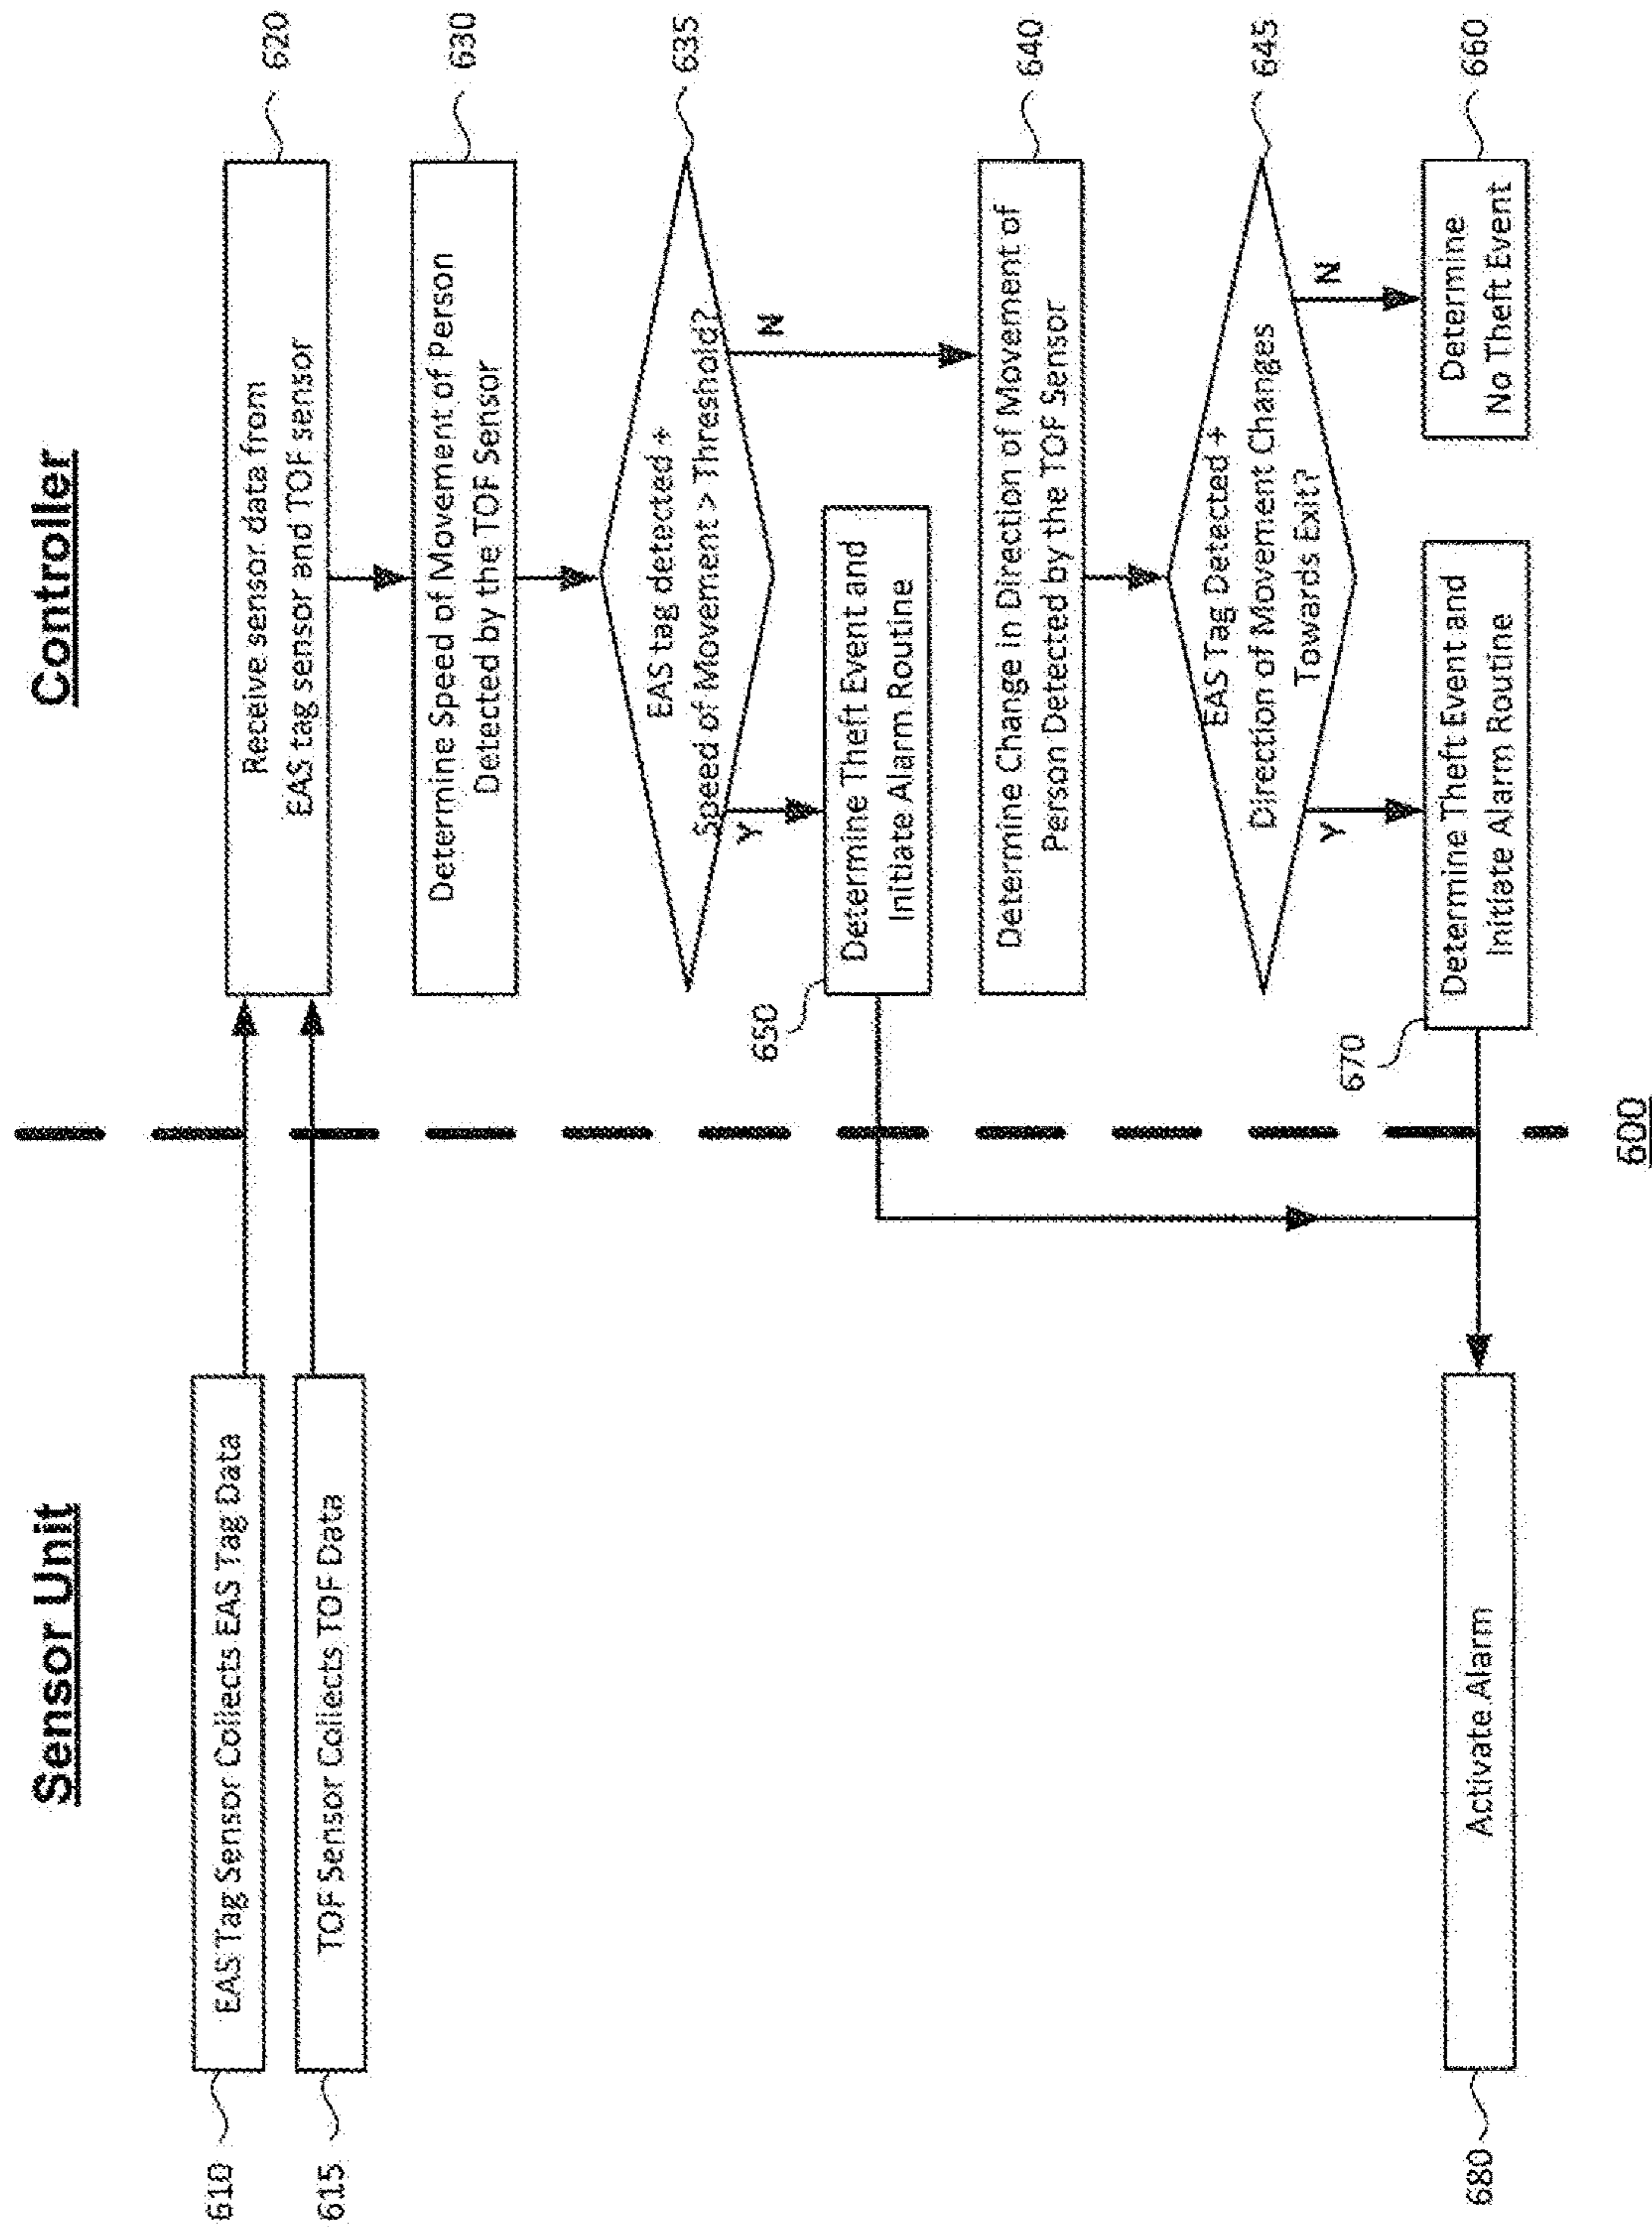 Sensor Unit
Controller
610
EAS Tag Sensor Collects EAS Tag Data
615
TOF Sensor Collects TOF Data
Receive sensor data from
EAS tag sensor and TOF sensor
620
Determine Speed of Movement of Person
Detected by the TOF Sensor
630
EAS tag detected +
Speed of Movement > Threshold?
635
Y
N
650
Determine Theft Event and
Initiate Alarm Routine
Determine Change in Direction of Movement of
Person Detected by the TOF Sensor
640
EAS Tag Detected +
Direction of Movement Changes
Towards Exit?
645
Y
N
670
Determine Theft Event and
Initiate Alarm Routine
Determine
No Theft Event
660
680
Activate Alarm
600